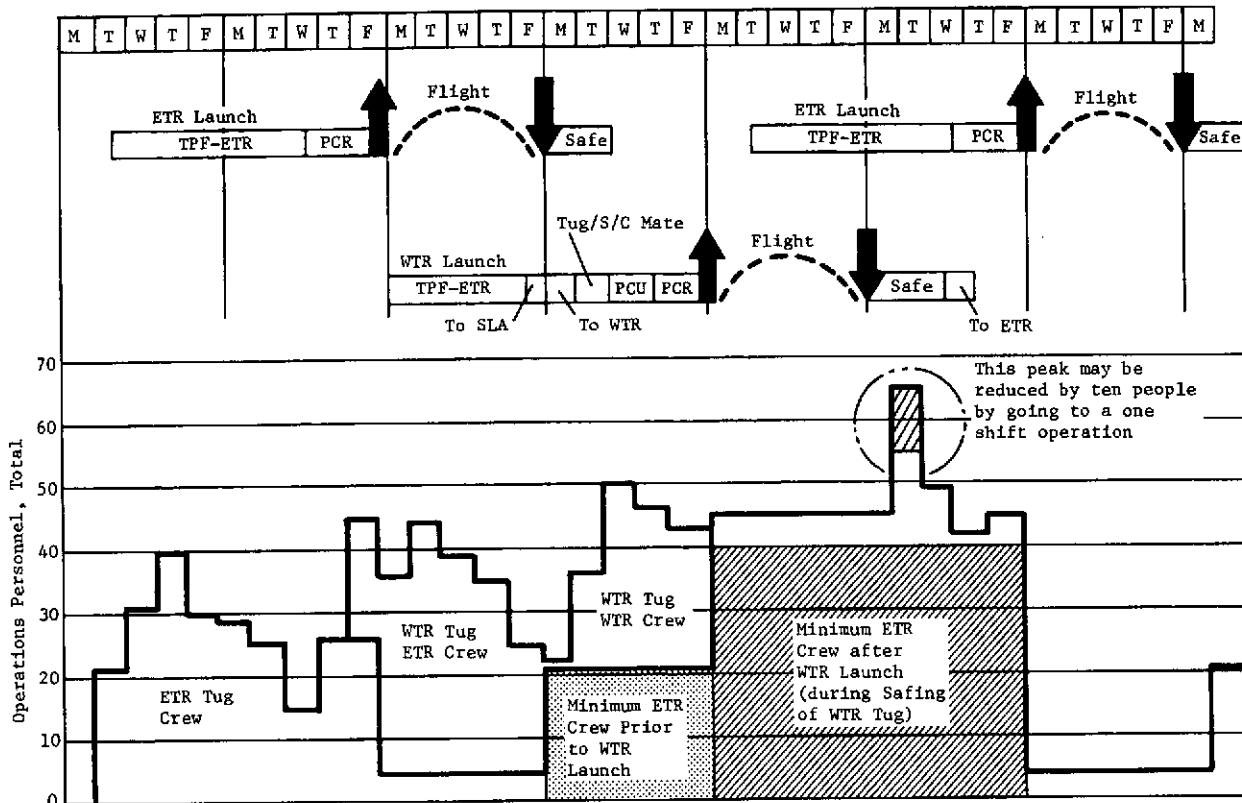 M T W T F M T W T F M T W T F M T W T F M T W T F M T W T F M T W T F M
Flight
Flight
ETR Launch
ETR Launch
TPF-ETR PCR
Safe
TPF-ETR PCR
Safe
Tug/S/C Mate
Flight
WTR Launch
TPF-ETR
PCU PCR
Safe
To SLA
To WTR
To ETR
Operations Personnel, Total
70
60
50
40
30
20
10
0
This peak may be
reduced by ten people
by going to a one
shift operation
ETR Tug
Crew
WTR Tug
ETR Crew
WTR Tug
WTR Crew
Minimum ETR
Crew Prior
to WTR
Launch
Minimum ETR
Crew after
WTR Launch
(during Safing
of WTR Tug)